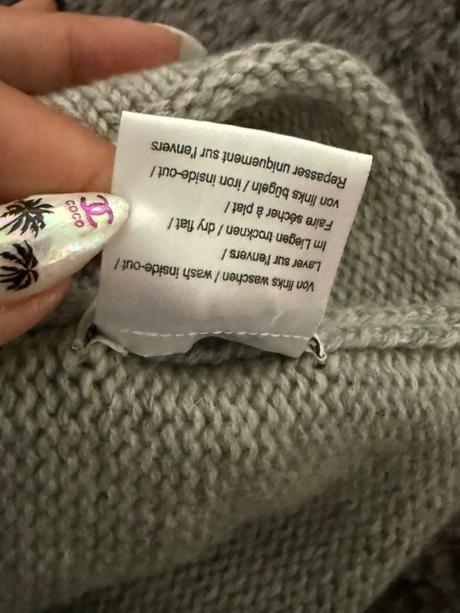 Von links waschen / wash inside-out /
Laver sur l'envers /
Im Liegen trocknen / dry flat /
Faire sécher à plat /
von links bügeln / iron inside-out /
Repasser uniquement sur l'envers
COCO